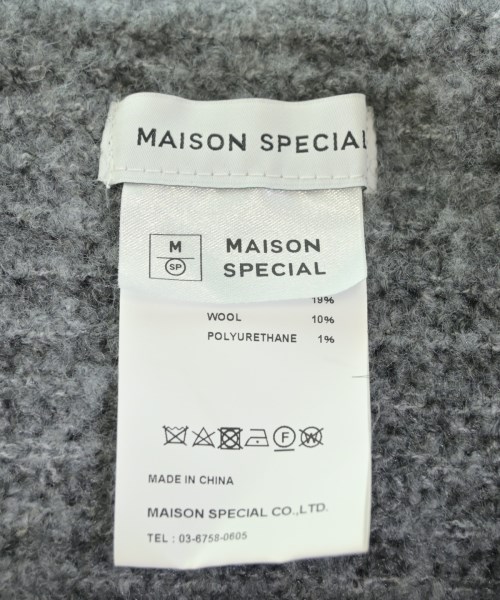 MAISON SPECIAL
M
SP
MAISON
SPECIAL
19%
WOOL 10%
POLYURETHANE 1%
F
W
MADE IN CHINA
MAISON SPECIAL CO.,LTD.
TEL : 03-6758-0605